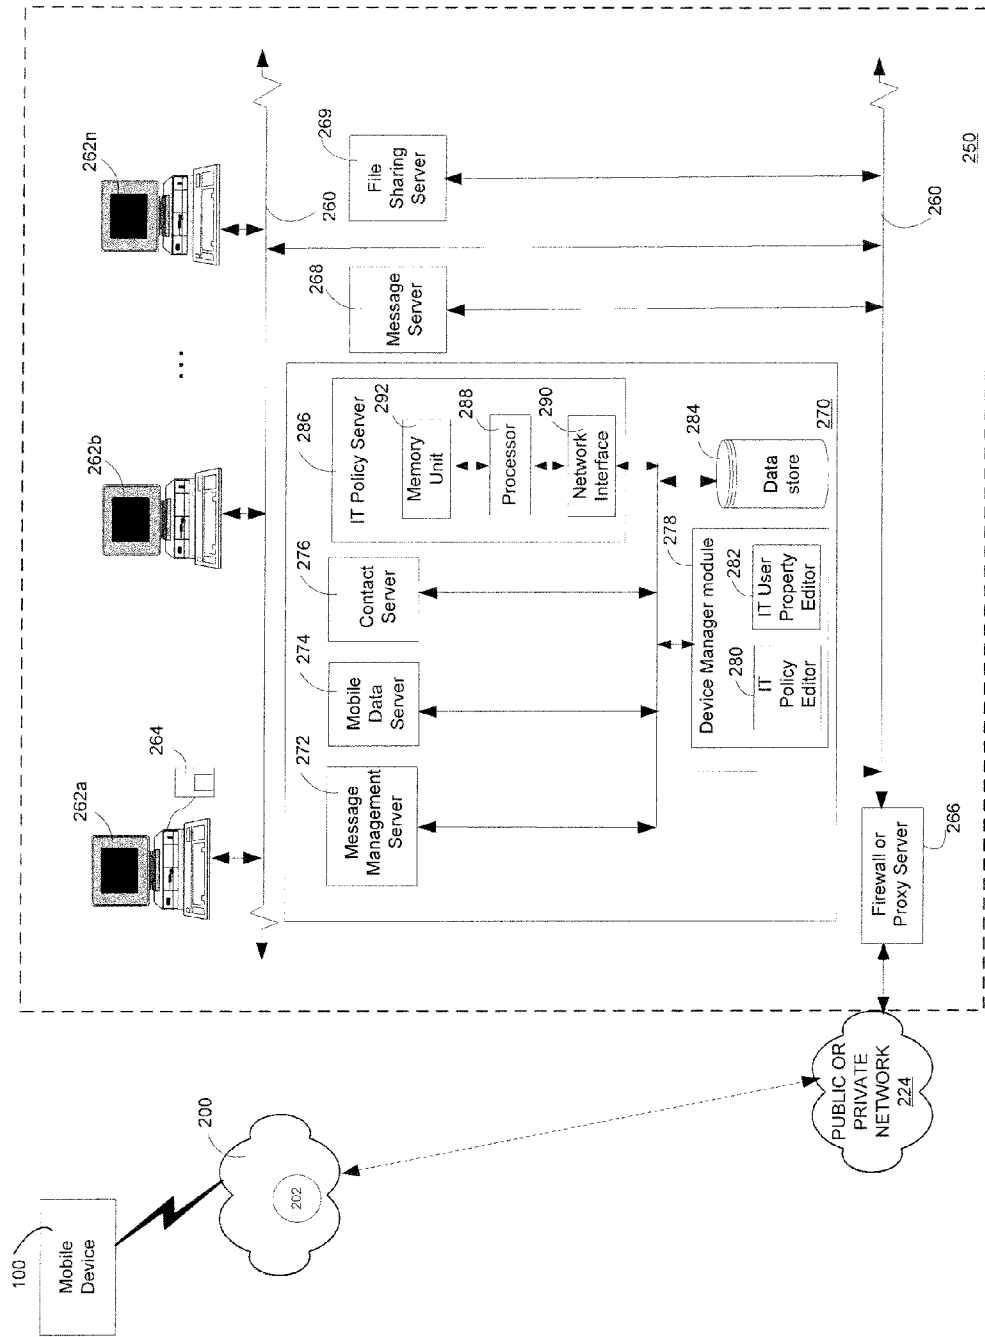 262a
264
262b
...
262n
260
100
Mobile
Device
200
202
272
Message
Management
Server
274
Mobile
Data
Server
276
Contact
Server
286
IT Policy Server
292
Memory
Unit
288
Processor
290
Network
Interface
268
Message
Server
269
File
Sharing
Server
278
Device Manager module
280
IT
Policy
Editor
282
IT User
Property
Editor
284
Data
store
270
PUBLIC OR
PRIVATE
NETWORK
224
Firewall or
Proxy Server
266
260
250